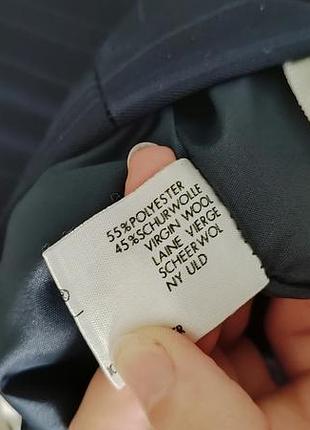 55%POLYESTER
45%SCHURWOLLE
VIRGIN WOOL
LAINE VIERGE
SCHEERWOL
NY ULD